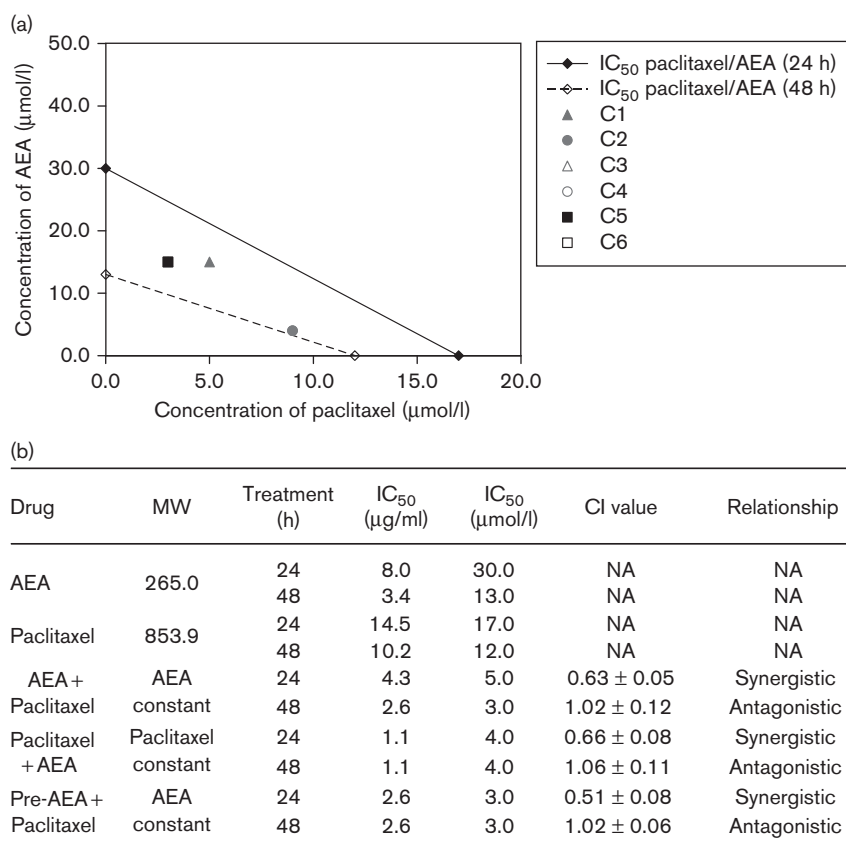 (a)
50.0
40.0
30.0
20.0
10.0
0.0
Concentration of AEA (μmol/l)
0.0 5.0 10.0 15.0 20.0
Concentration of paclitaxel (μmol/l)
IC50 paclitaxel/AEA (24 h)
IC50 paclitaxel/AEA (48 h)
C1
C2
C3
C4
C5
C6
(b)
Drug MW Treatment (h) IC50 (μg/ml) IC50 (μmol/l) CI value Relationship
AEA 265.0 24 8.0 30.0 NA NA
48 3.4 13.0 NA NA
Paclitaxel 853.9 24 14.5 17.0 NA NA
48 10.2 12.0 NA NA
AEA+ AEA 24 4.3 5.0 0.63 ± 0.05 Synergistic
Paclitaxel constant 48 2.6 3.0 1.02 ± 0.12 Antagonistic
Paclitaxel Paclitaxel 24 1.1 4.0 0.66 ± 0.08 Synergistic
+AEA constant 48 1.1 4.0 1.06 ± 0.11 Antagonistic
Pre-AEA+ AEA 24 2.6 3.0 0.51 ± 0.08 Synergistic
Paclitaxel constant 48 2.6 3.0 1.02 ± 0.06 Antagonistic